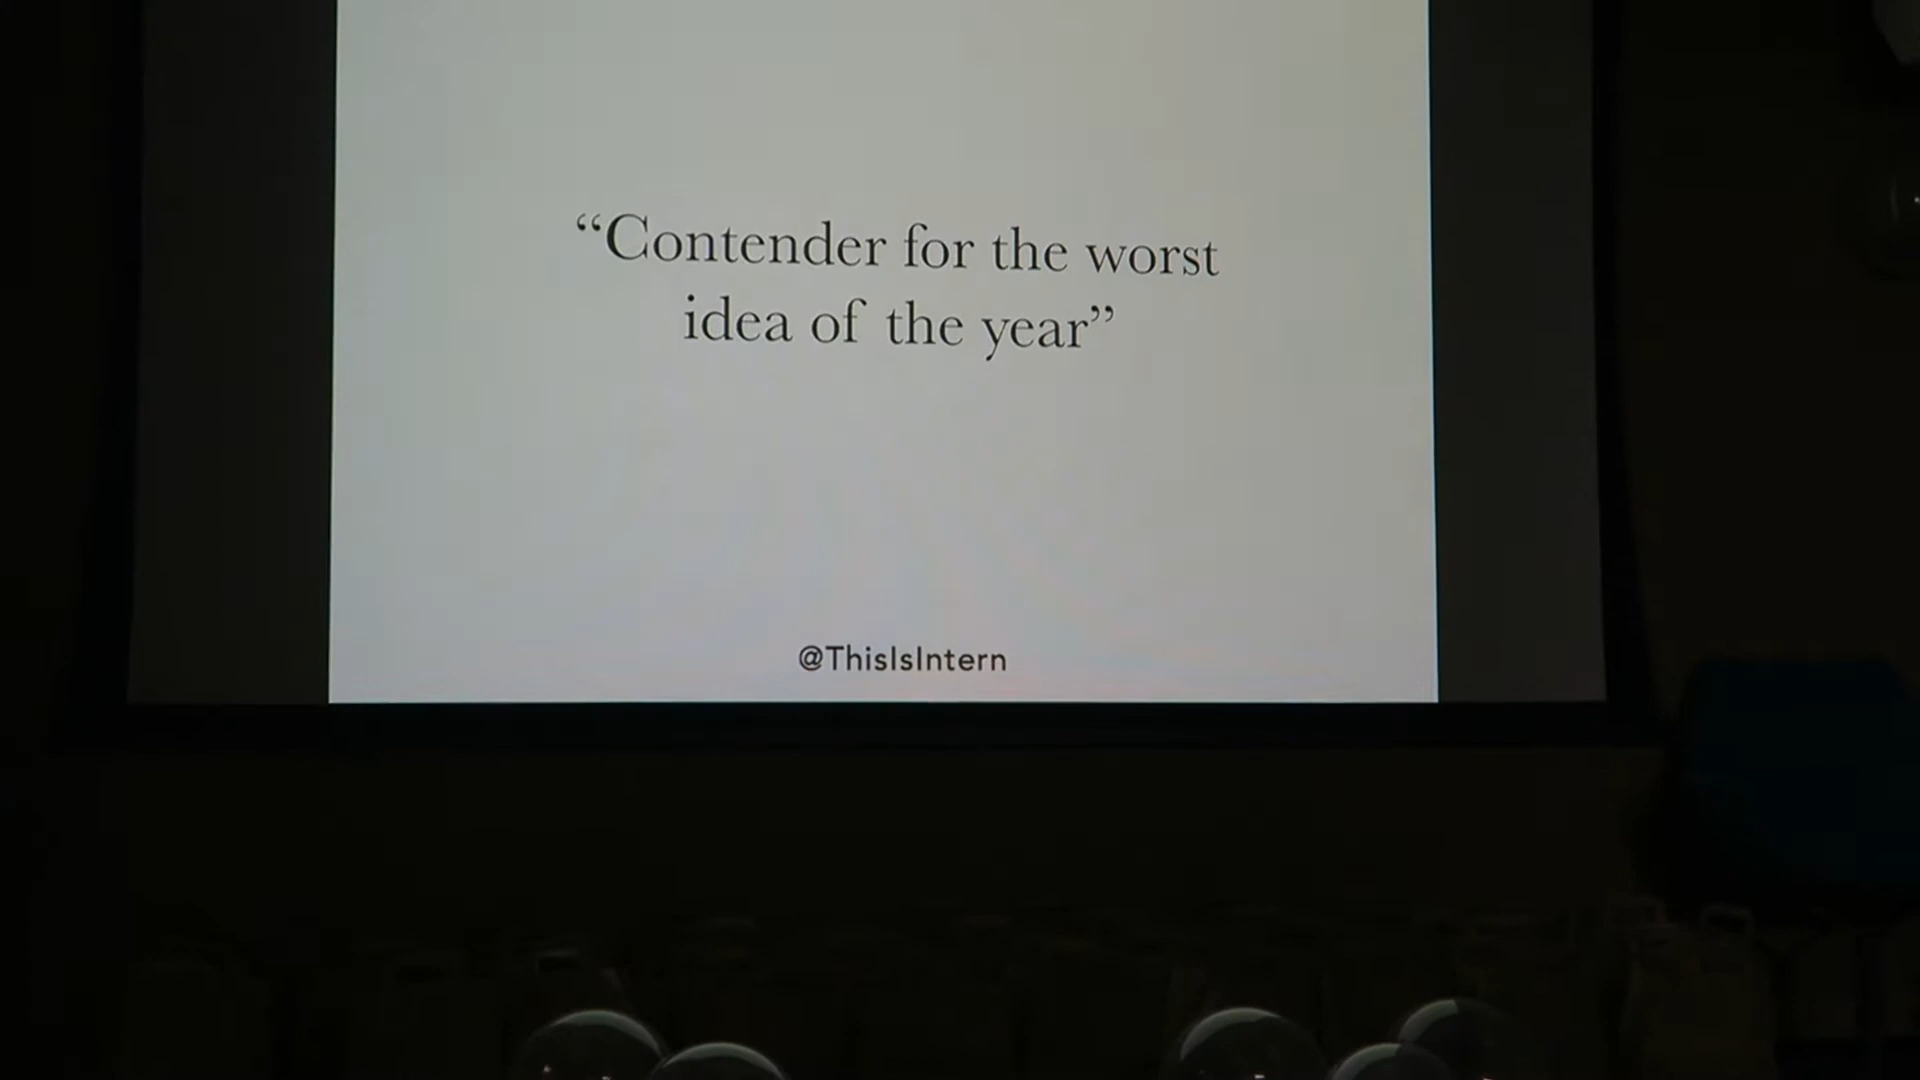 “Contender for the worst
idea of the year”
@ThisIsIntern